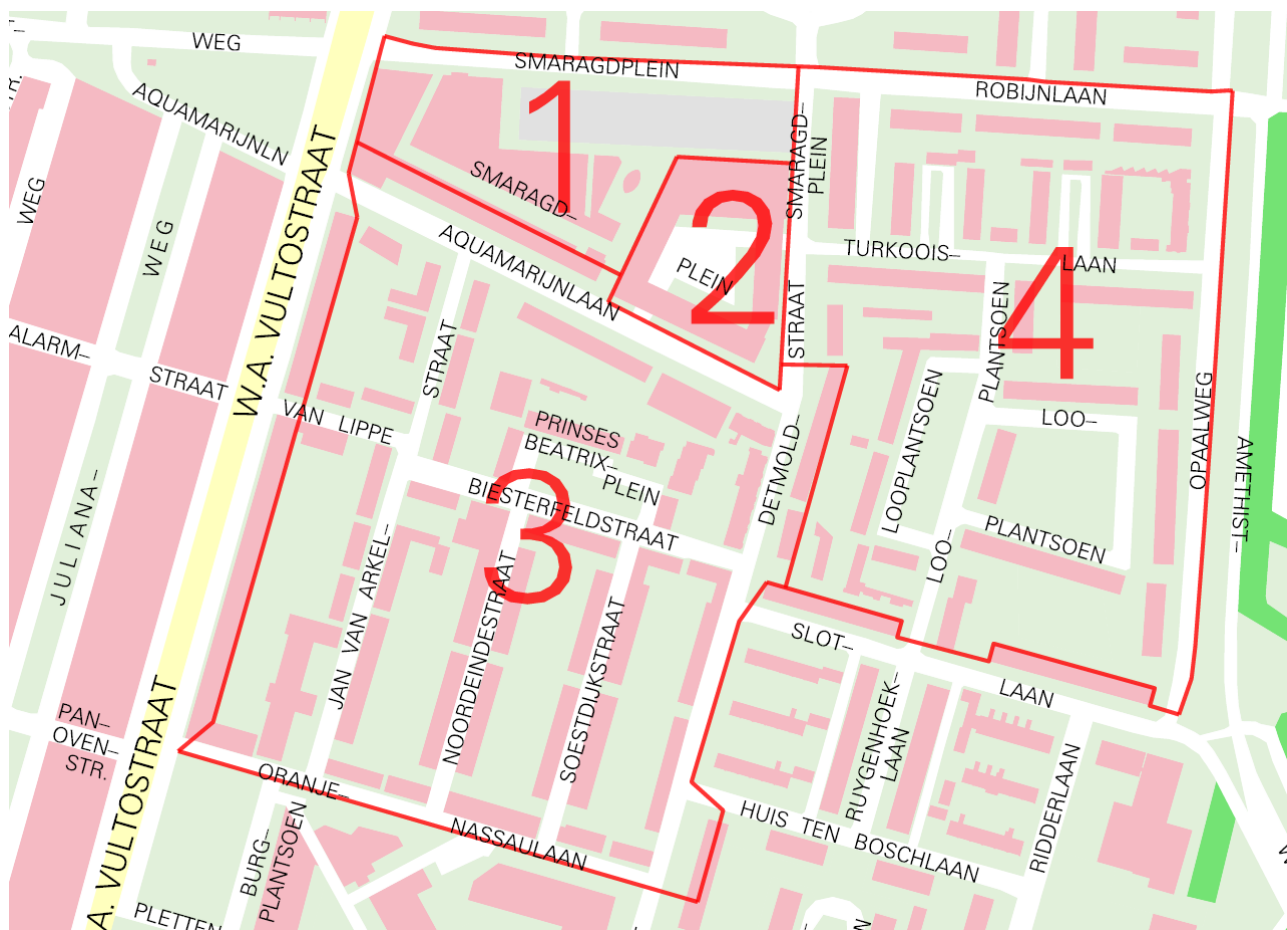 WEG
AQUAMARIJNLN
WEG
WEG
ALARM–
STRAAT
JULIANA–
PAN–
OVEN–
STR.
W.A. VULTOSTRAAT
A. VULTOSTRAAT
SMARAGDPLEIN
1
SMARAGD–
2
PLEIN
SMARAGD–
PLEIN
STRAAT
ROBIJNLAAN
TURKOOIS–
LAAN
4
PLANTSOEN
LOO–
LOOPLANTSOEN
PLANTSOEN
LOO–
OPAALWEG
AMETHIST–
AQUAMARIJNLAAN
STRAAT
VAN LIPPE
PRINSES
BEATRIX–
PLEIN
BIESTERFELDSTRAAT
3
DETMOLD–
JAN VAN ARKEL–
NOORDEINDESTRAAT
SOESTDIJKSTRAAT
ORANJE–
NASSAULAAN
SLOT–
LAAN
RUYGENHOEK–
LAAN
RIDDERLAAN
HUIS TEN BOSCHLAAN
BURG–
PLANTSOEN
PLETTEN